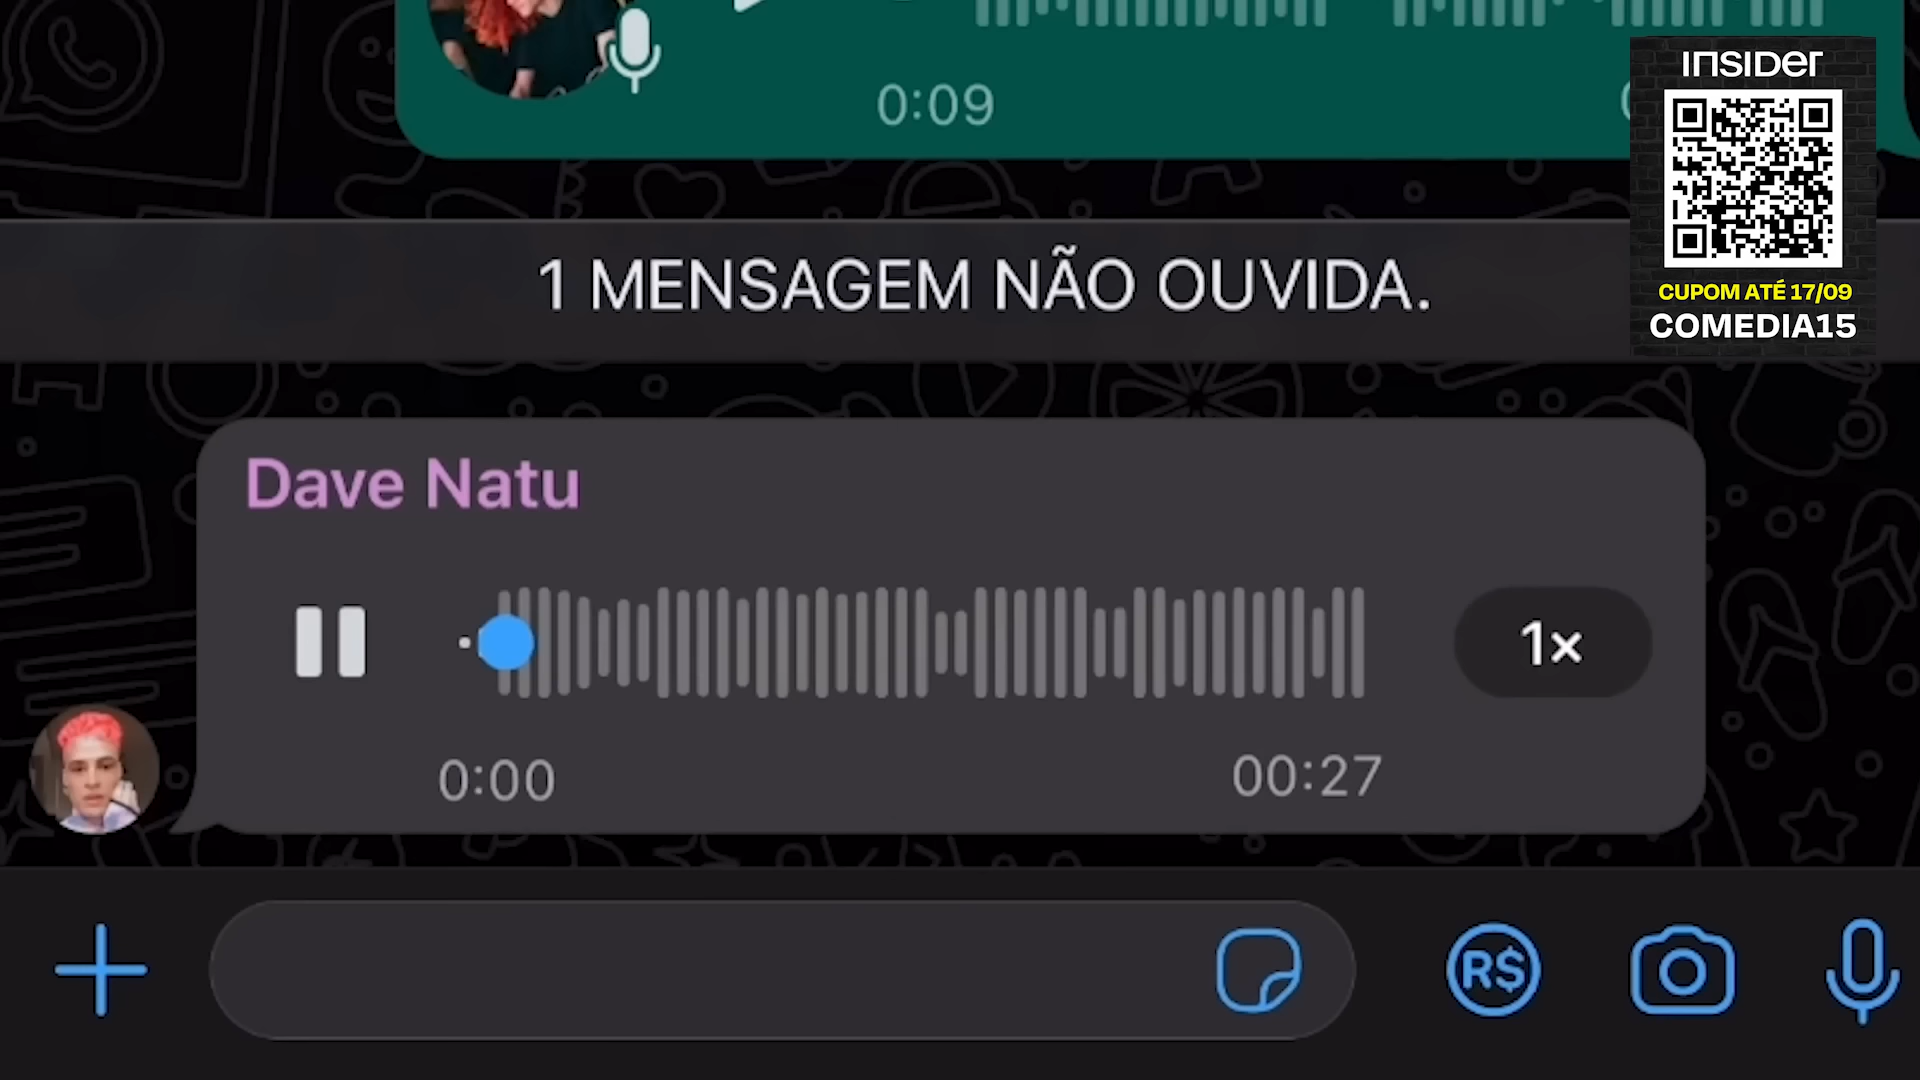 0:09
INSIDER
CUPOM ATÉ 17/09
COMEDIA15
1 MENSAGEM NÃO OUVIDA.
Dave Natu
1×
0:00
00:27
R$